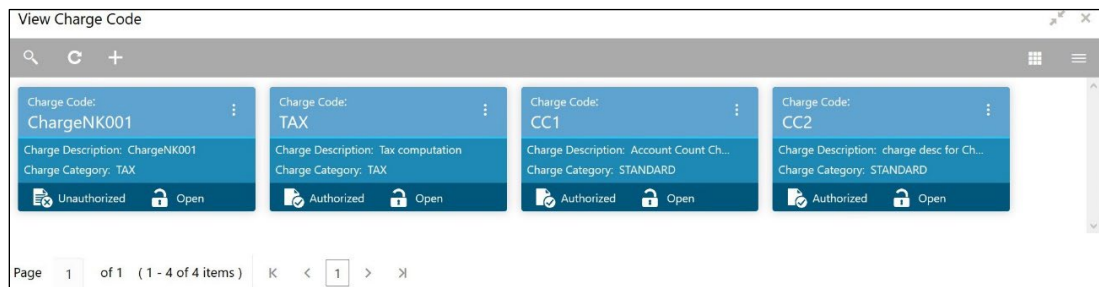 View Charge Code
Charge Code:
ChargeNK001
Charge Description: ChargeNK001
Charge Category: TAX
Unauthorized Open
Charge Code:
TAX
Charge Description: Tax computation
Charge Category: TAX
Authorized Open
Charge Code:
CC1
Charge Description: Account Count Ch...
Charge Category: STANDARD
Authorized Open
Charge Code:
CC2
Charge Description: charge desc for Ch...
Charge Category: STANDARD
Authorized Open
Page 1 of 1 ( 1 - 4 of 4 items ) 1